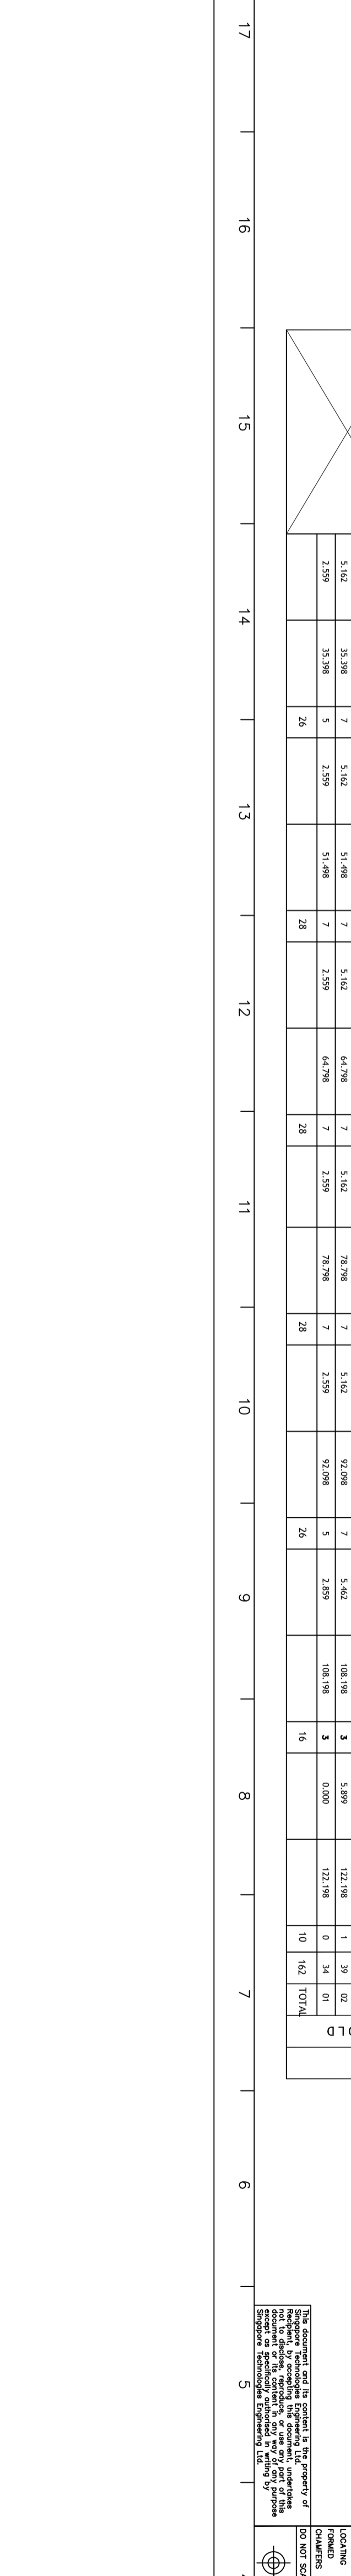 5.162 35.398 7 5.162 51.498 7 5.162 64.798 7 5.162 78.798 7 5.162 92.098 7 5.462 108.198 3 5.899 122.198 1 39 02
2.559 35.398 5 2.559 51.498 7 2.559 64.798 7 2.559 78.798 7 2.559 92.098 5 2.859 108.198 3 0.000 122.198 0 34 01
26 28 28 28 26 16 10 162 TOTAL
LOCATING
FORMED
CHAMFERS
This document and its content is the property of
Singapore Technologies Engineering Ltd.
Recipient, by accepting this document, undertakes
not to disclose, reproduce, or use any part of this
document or its content in any way of any purpose
except as specifically authorised in writing by
Singapore Technologies Engineering Ltd.
DO NOT
17 16 15 14 13 12 11 10 9 8 7 6 5